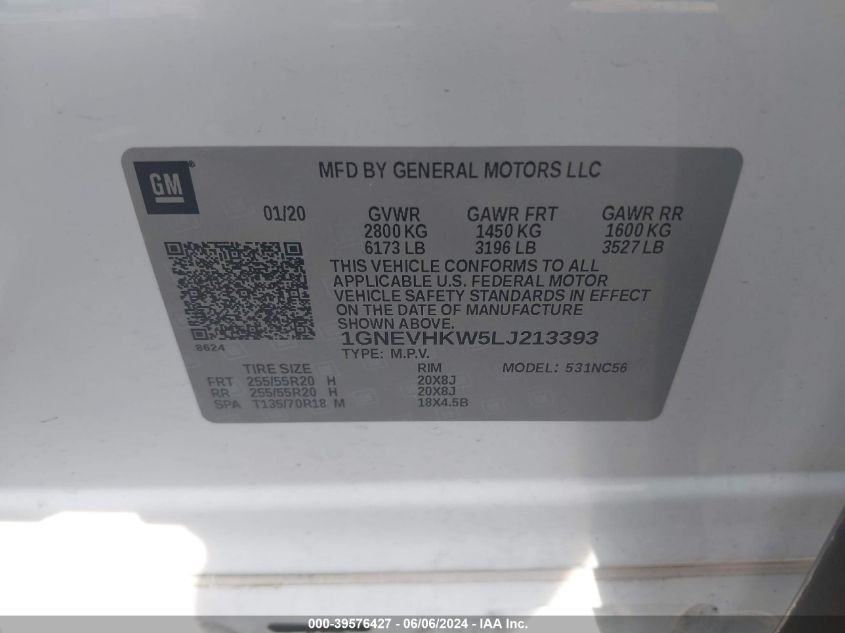 GM®
MFD BY GENERAL MOTORS LLC
01/20 GVWR GAWR FRT GAWR RR
2800 KG 1450 KG 1600 KG
6173 LB 3196 LB 3527 LB
THIS VEHICLE CONFORMS TO ALL
APPLICABLE U.S. FEDERAL MOTOR
VEHICLE SAFETY STANDARDS IN EFFECT
ON THE DATE OF MANUFACTURE
SHOWN ABOVE.
1GNEVHKW5LJ213393
8624
TYPE: M.P.V.
TIRE SIZE RIM MODEL: 531NC56
FRT 255/55R20 H 20X8J
RR 255/55R20 H 20X8J
SPA T135/70R18 M 18X4.5B
000-39576427 - 06/06/2024 - IAA Inc.